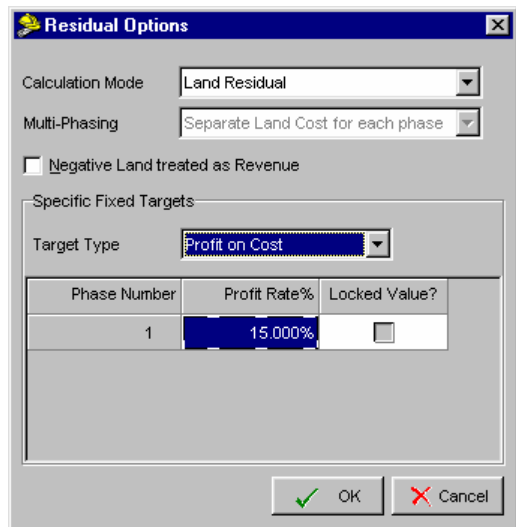 Residual Options
Calculation Mode Land Residual
Multi-Phasing Separate Land Cost for each phase
Negative Land treated as Revenue
Specific Fixed Targets
Target Type Profit on Cost
Phase Number Profit Rate% Locked Value?
1 15.000%
OK Cancel